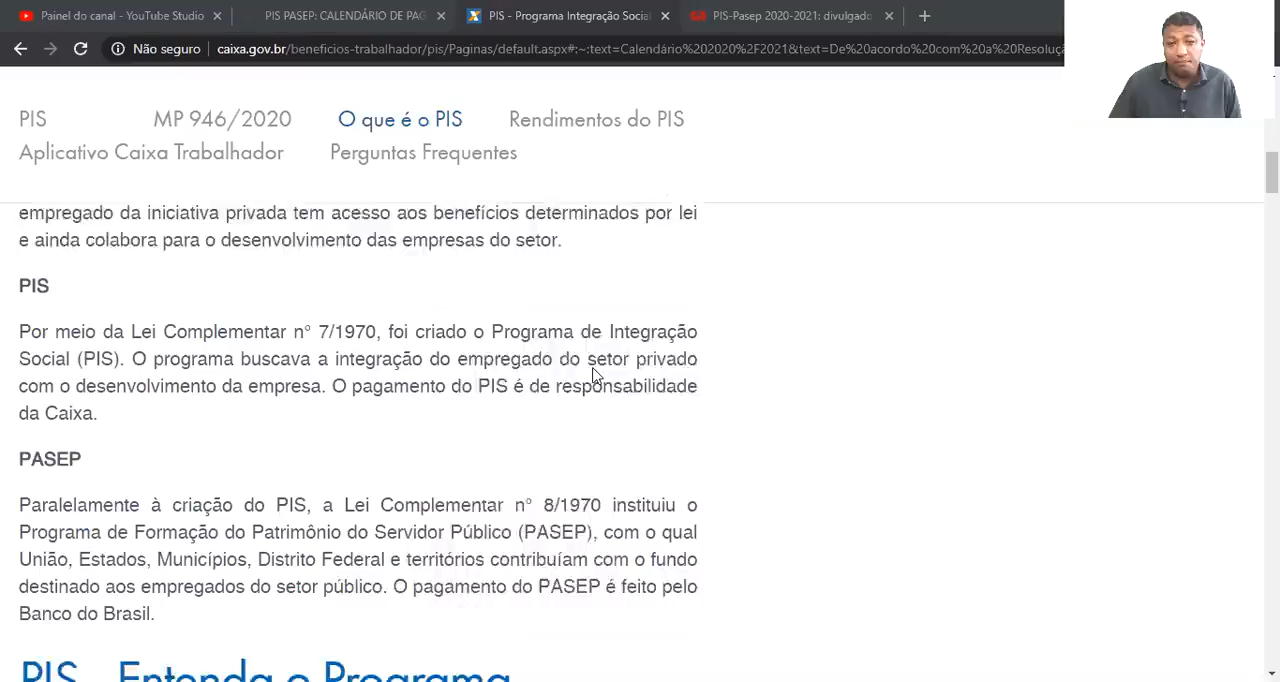 Painel do canal - YouTube Studio
PIS PASEP: CALENDÁRIO DE PAG
PIS - Programa Integração Social
PIS-Pasep 2020-2021: divulgado
Não seguro
caixa.gov.br/beneficios-trabalhador/pis/Paginas/default.aspx#:~:text=Calendário%202020%2F2021&text=De%20acordo%20com%20a%20Resoluç
PIS
MP 946/2020
O que é o PIS
Rendimentos do PIS
Aplicativo Caixa Trabalhador
Perguntas Frequentes
empregado da iniciativa privada tem acesso aos benefícios determinados por lei
e ainda colabora para o desenvolvimento das empresas do setor.
PIS
Por meio da Lei Complementar n° 7/1970, foi criado o Programa de Integração
Social (PIS). O programa buscava a integração do empregado do setor privado
com o desenvolvimento da empresa. O pagamento do PIS é de responsabilidade
da Caixa.
PASEP
Paralelamente à criação do PIS, a Lei Complementar n° 8/1970 instituiu o
Programa de Formação do Patrimônio do Servidor Público (PASEP), com o qual
União, Estados, Municípios, Distrito Federal e territórios contribuíam com o fundo
destinado aos empregados do setor público. O pagamento do PASEP é feito pelo
Banco do Brasil.
PIS - Entenda o Programa